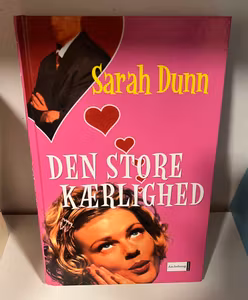 Sarah Dunn
DEN STORE
KÆRLIGHED